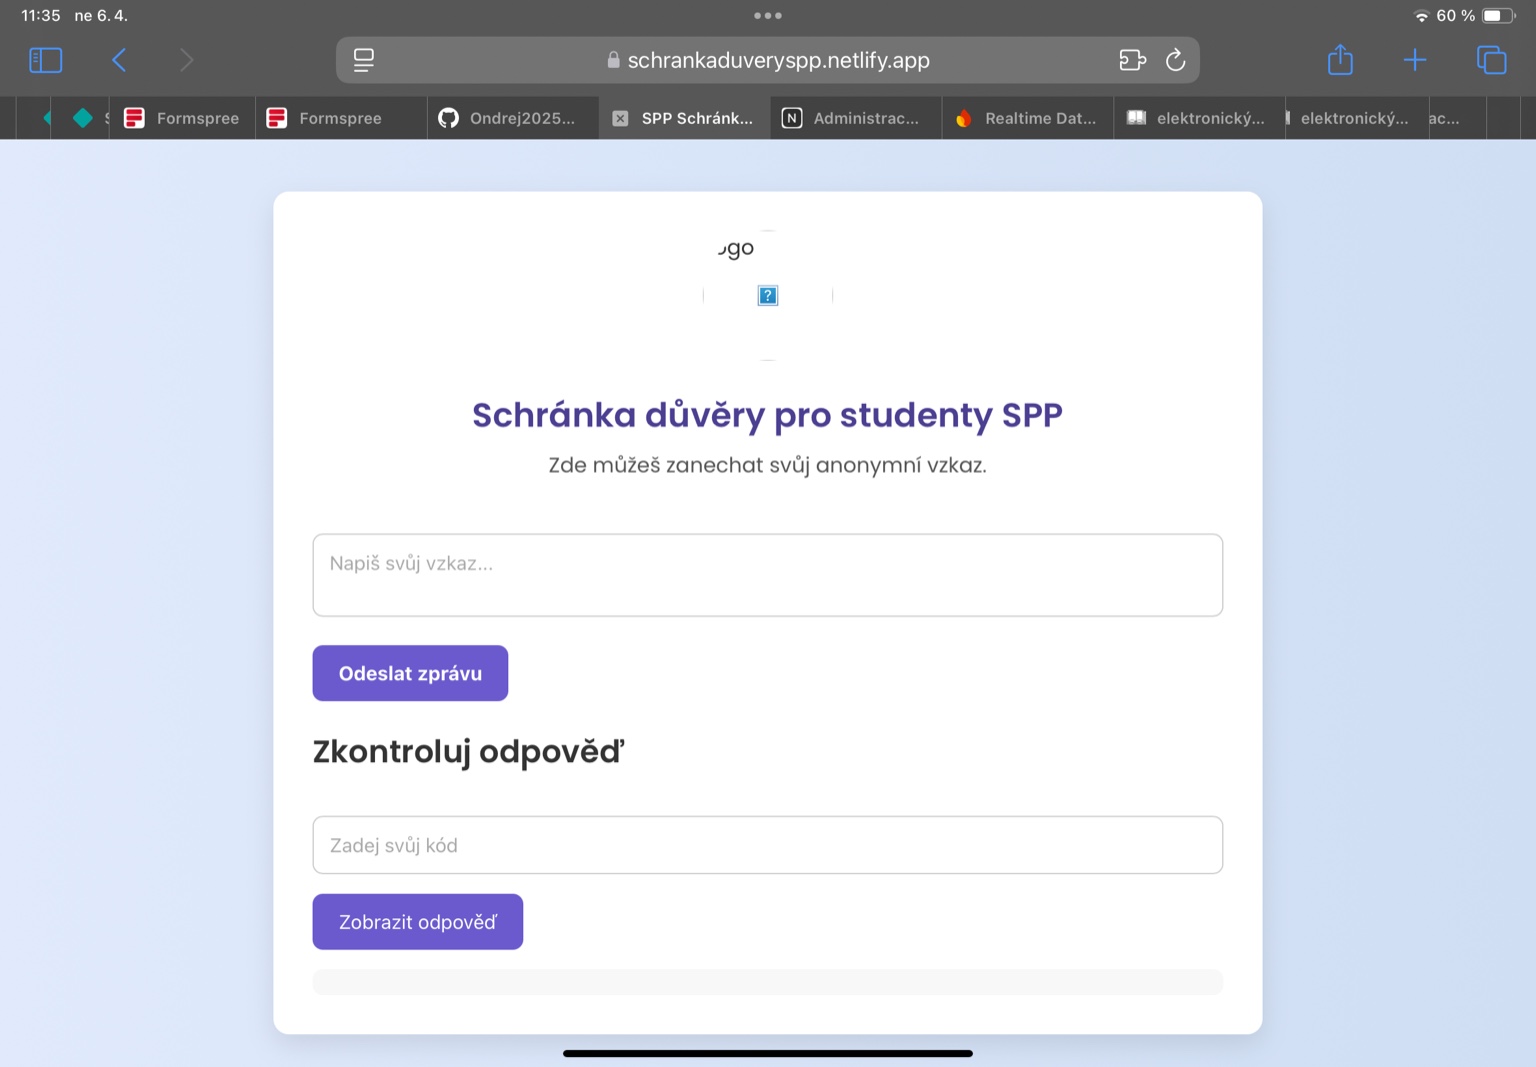 11:35 ne 6. 4.
60 %
schrankaduveryspp.netlify.app
Formspree
Formspree
Ondrej2025...
SPP Schránk...
Administrac...
Realtime Dat...
elektronický...
elektronický...
ac...
Schránka důvěry pro studenty SPP
Zde můžeš zanechat svůj anonymní vzkaz.
Napiš svůj vzkaz...
Odeslat zprávu
Zkontroluj odpověď
Zadej svůj kód
Zobrazit odpověď